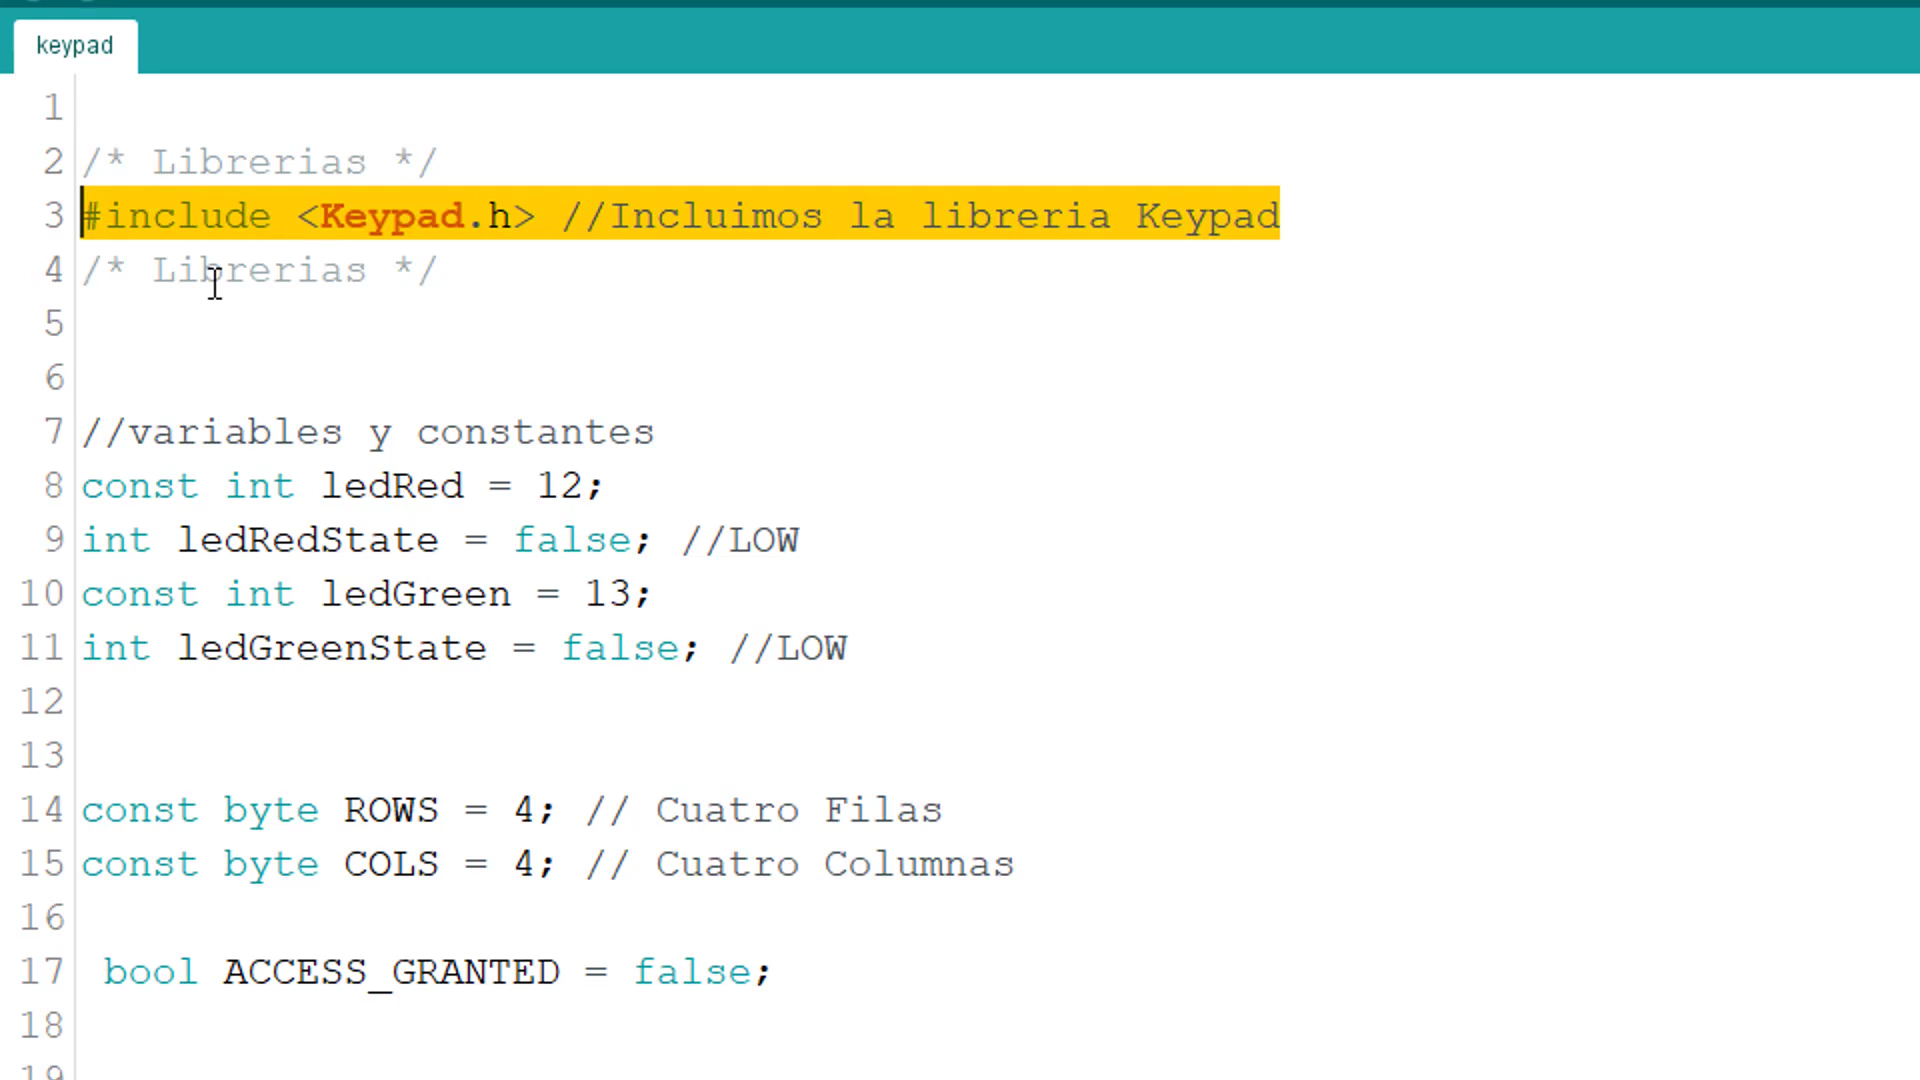 keypad
1
2 /* Librerias */
3 #include <Keypad.h> //Incluimos la libreria Keypad
4 /* Librerias */
5
6
7 //variables y constantes
8 const int ledRed = 12;
9 int ledRedState = false; //LOW
10 const int ledGreen = 13;
11 int ledGreenState = false; //LOW
12
13
14 const byte ROWS = 4; // Cuatro Filas
15 const byte COLS = 4; // Cuatro Columnas
16
17 bool ACCESS_GRANTED = false;
18
19